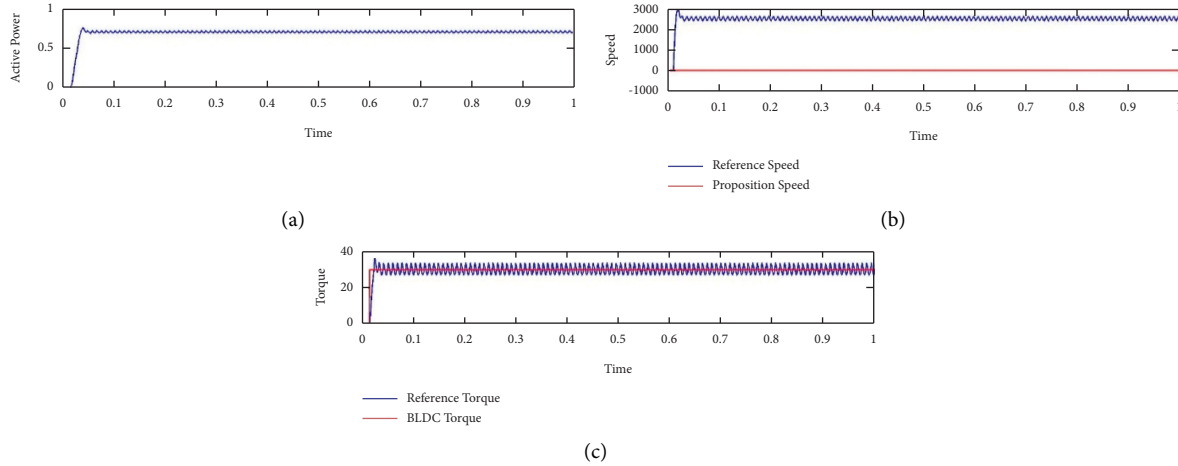 Active Power
1
0.5
0
0 0.1 0.2 0.3 0.4 0.5 0.6 0.7 0.8 0.9 1
Time
(a)
Speed
3000
2000
1000
0
-1000
0 0.1 0.2 0.3 0.4 0.5 0.6 0.7 0.8 0.9 1
Time
Reference Speed
Proposition Speed
(b)
Torque
40
20
0
0 0.1 0.2 0.3 0.4 0.5 0.6 0.7 0.8 0.9 1
Time
Reference Torque
BLDC Torque
(c)